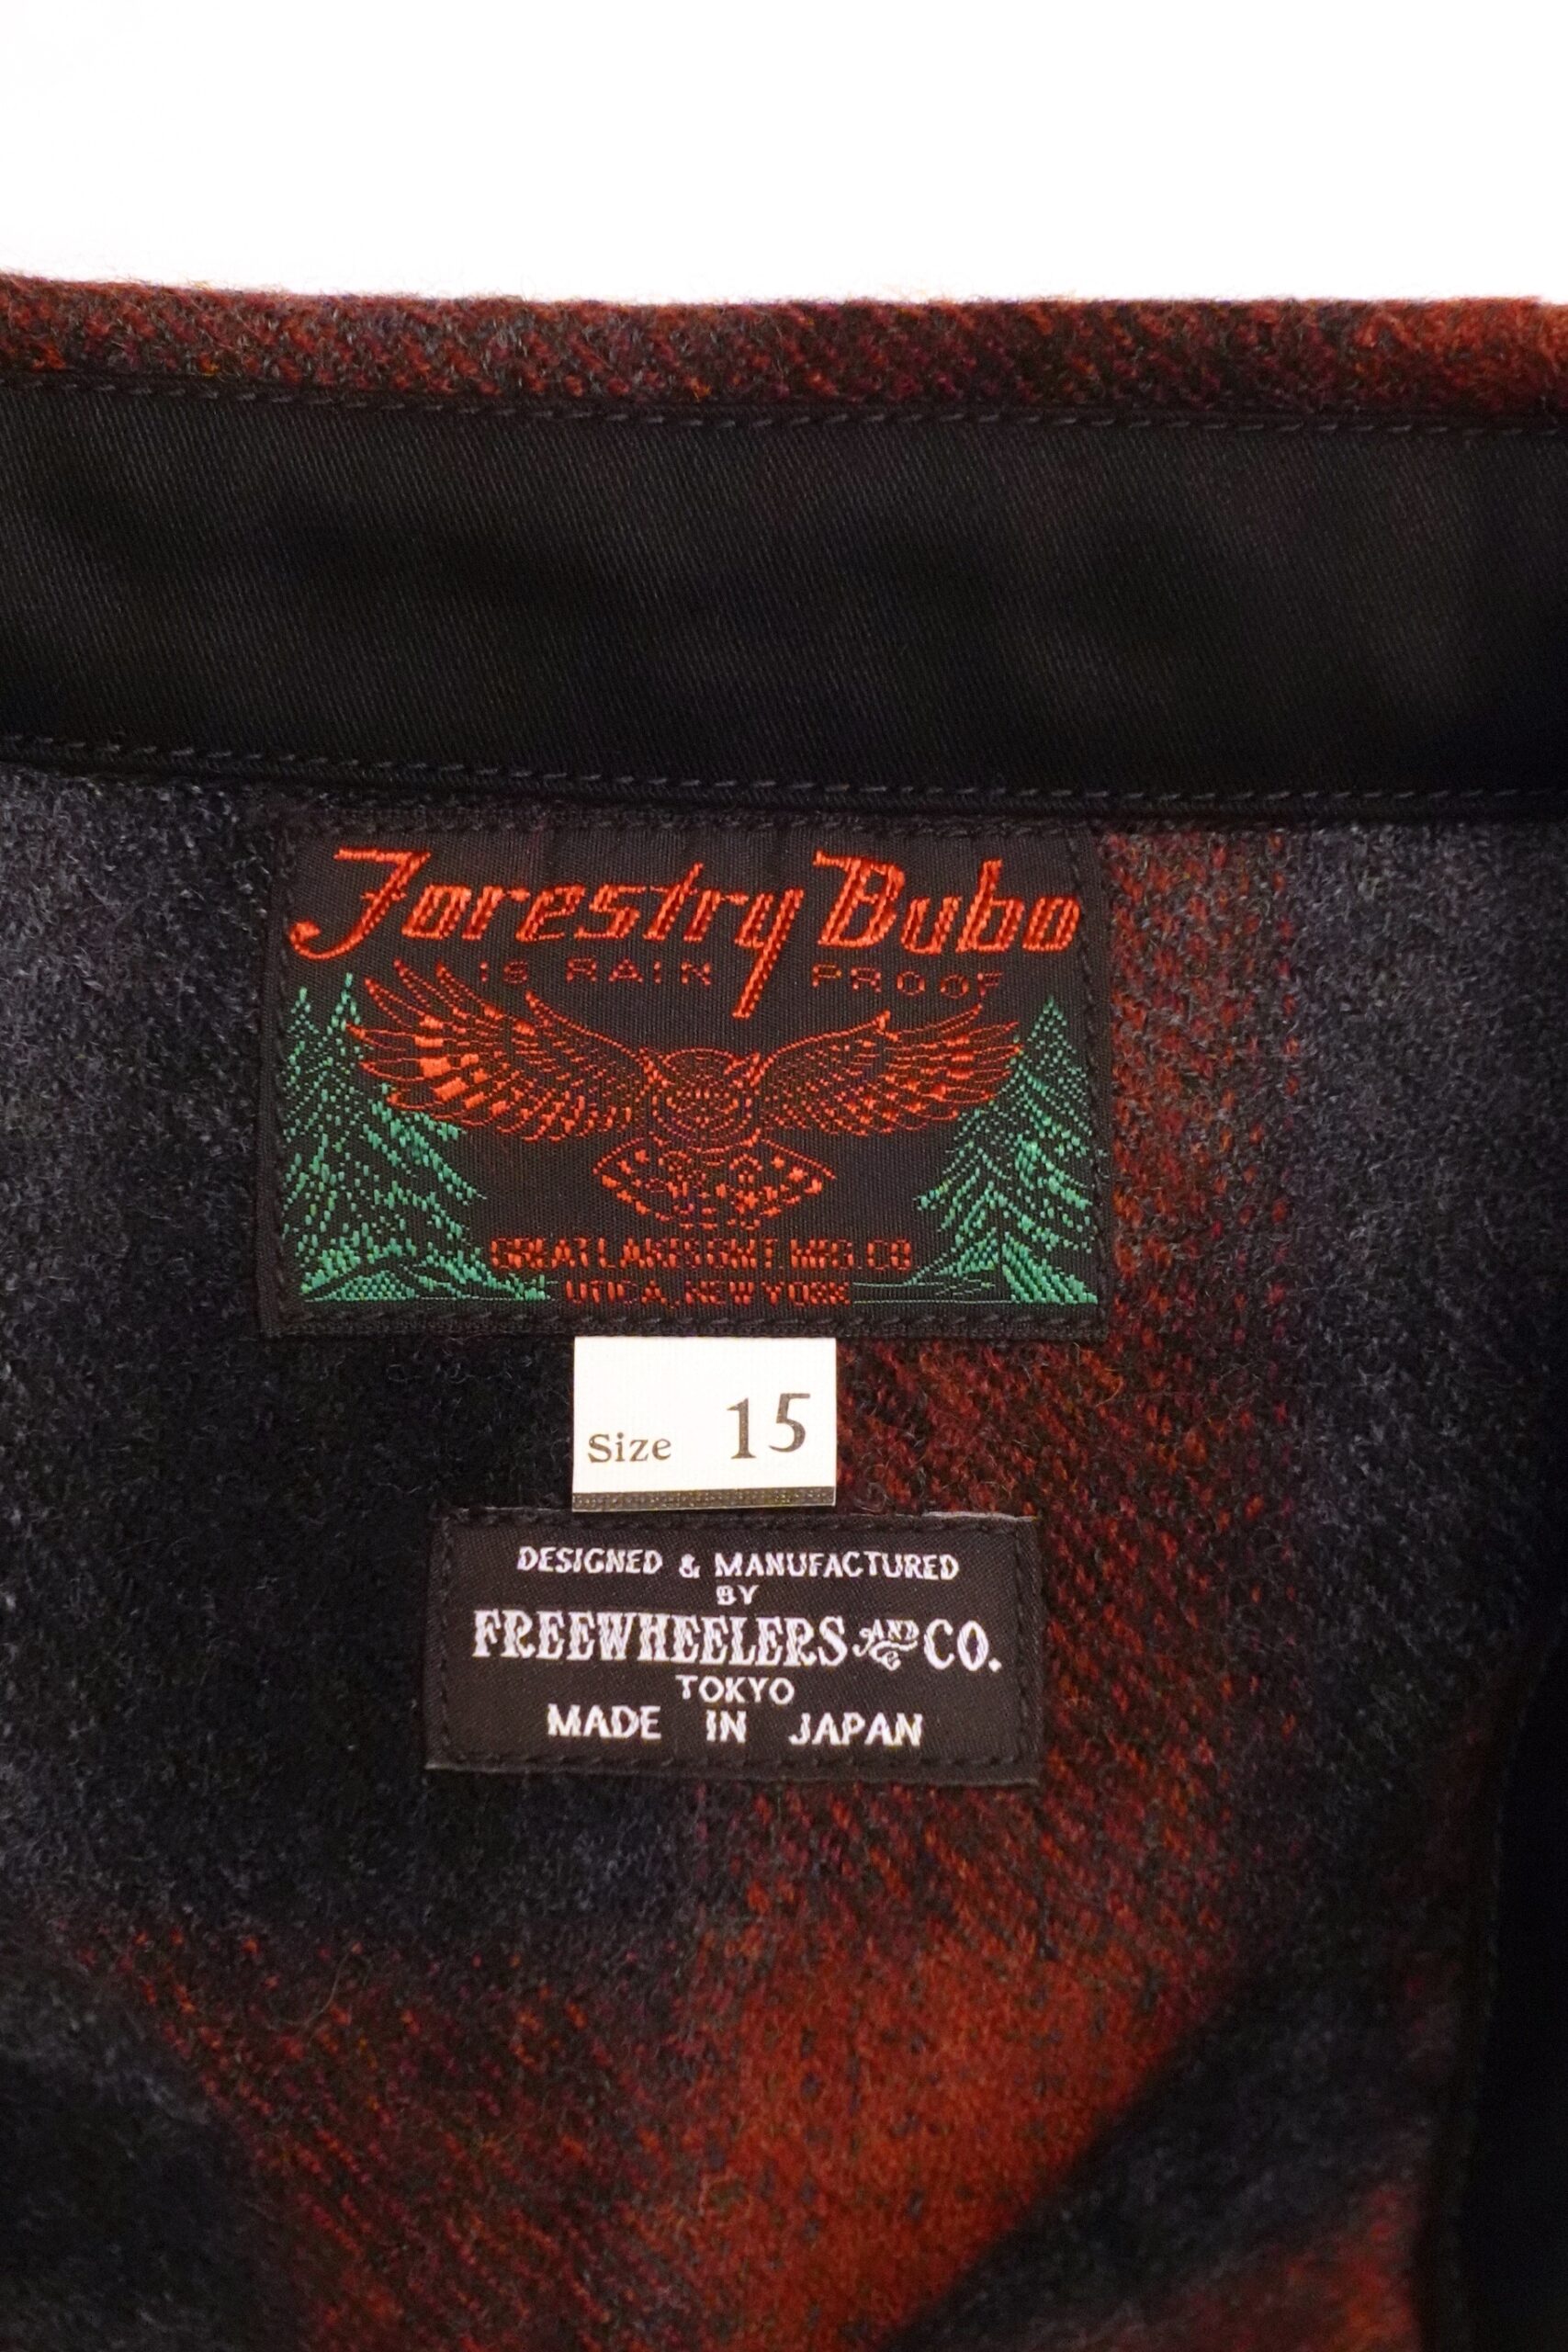 Forestry Bubo
IS RAIN PROOF
GREAT LAKES GMT MFG. CO
UTICA, NEW YORK
Size 15
DESIGNED & MANUFACTURED
BY
FREEWHEELERS AND CO.
TOKYO
MADE IN JAPAN